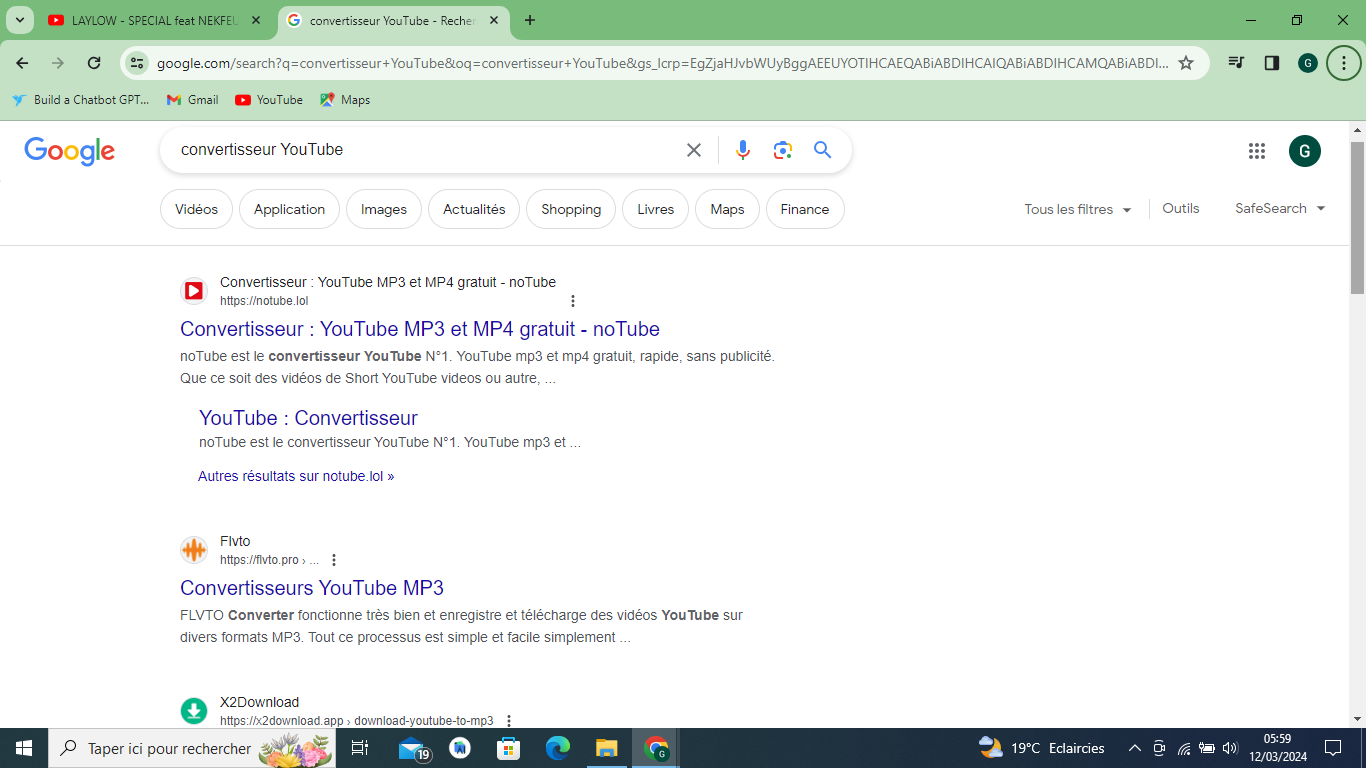 LAYLOW - SPECIAL feat NEKFEU
convertisseur YouTube - Recher
google.com/search?q=convertisseur+YouTube&oq=convertisseur+YouTube&gs_lcrp=EgZjaHJvbWUyBggAEEUYOTIHCAEQABiABDIHCAIQABiABDIHCAMQABiABDI...
G
Build a Chatbot GPT...
Gmail
YouTube
Maps
Google
convertisseur YouTube
G
Vidéos
Application
Images
Actualités
Shopping
Livres
Maps
Finance
Tous les filtres
Outils
SafeSearch
Convertisseur : YouTube MP3 et MP4 gratuit - noTube
https://notube.lol
Convertisseur : YouTube MP3 et MP4 gratuit - noTube
noTube est le convertisseur YouTube N°1. YouTube mp3 et mp4 gratuit, rapide, sans publicité.
Que ce soit des vidéos de Short YouTube videos ou autre, ...
YouTube : Convertisseur
noTube est le convertisseur YouTube N°1. YouTube mp3 et ...
Autres résultats sur notube.lol »
Flvto
https://flvto.pro › ...
Convertisseurs YouTube MP3
FLVTO Converter fonctionne très bien et enregistre et télécharge des vidéos YouTube sur
divers formats MP3. Tout ce processus est simple et facile simplement ...
X2Download
https://x2download.app › download-youtube-to-mp3
Taper ici pour rechercher
19
G
19°C Eclaircies
05:59
12/03/2024